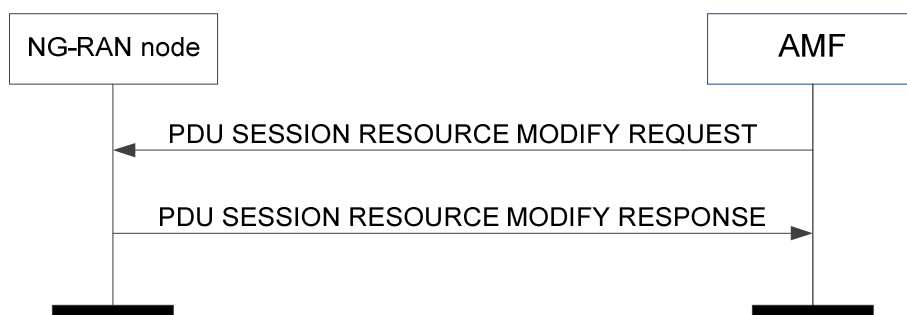 NG-RAN node
AMF
PDU SESSION RESOURCE MODIFY REQUEST
PDU SESSION RESOURCE MODIFY RESPONSE